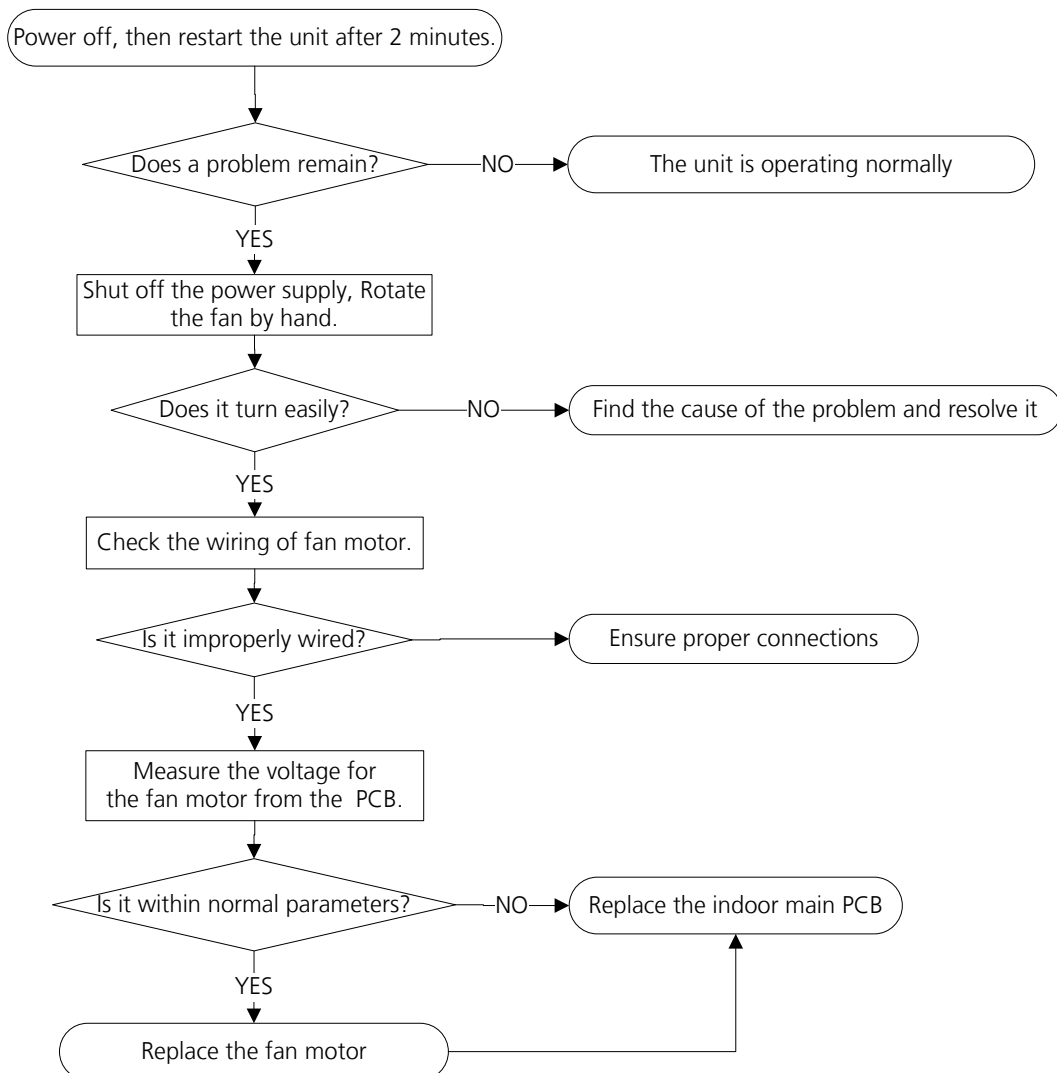 Power off, then restart the unit after 2 minutes.
Does a problem remain?
NO
The unit is operating normally
YES
Shut off the power supply, Rotate
the fan by hand.
Does it turn easily?
NO
Find the cause of the problem and resolve it
YES
Check the wiring of fan motor.
Is it improperly wired?
Ensure proper connections
YES
Measure the voltage for
the fan motor from the PCB.
Is it within normal parameters?
NO
Replace the indoor main PCB
YES
Replace the fan motor